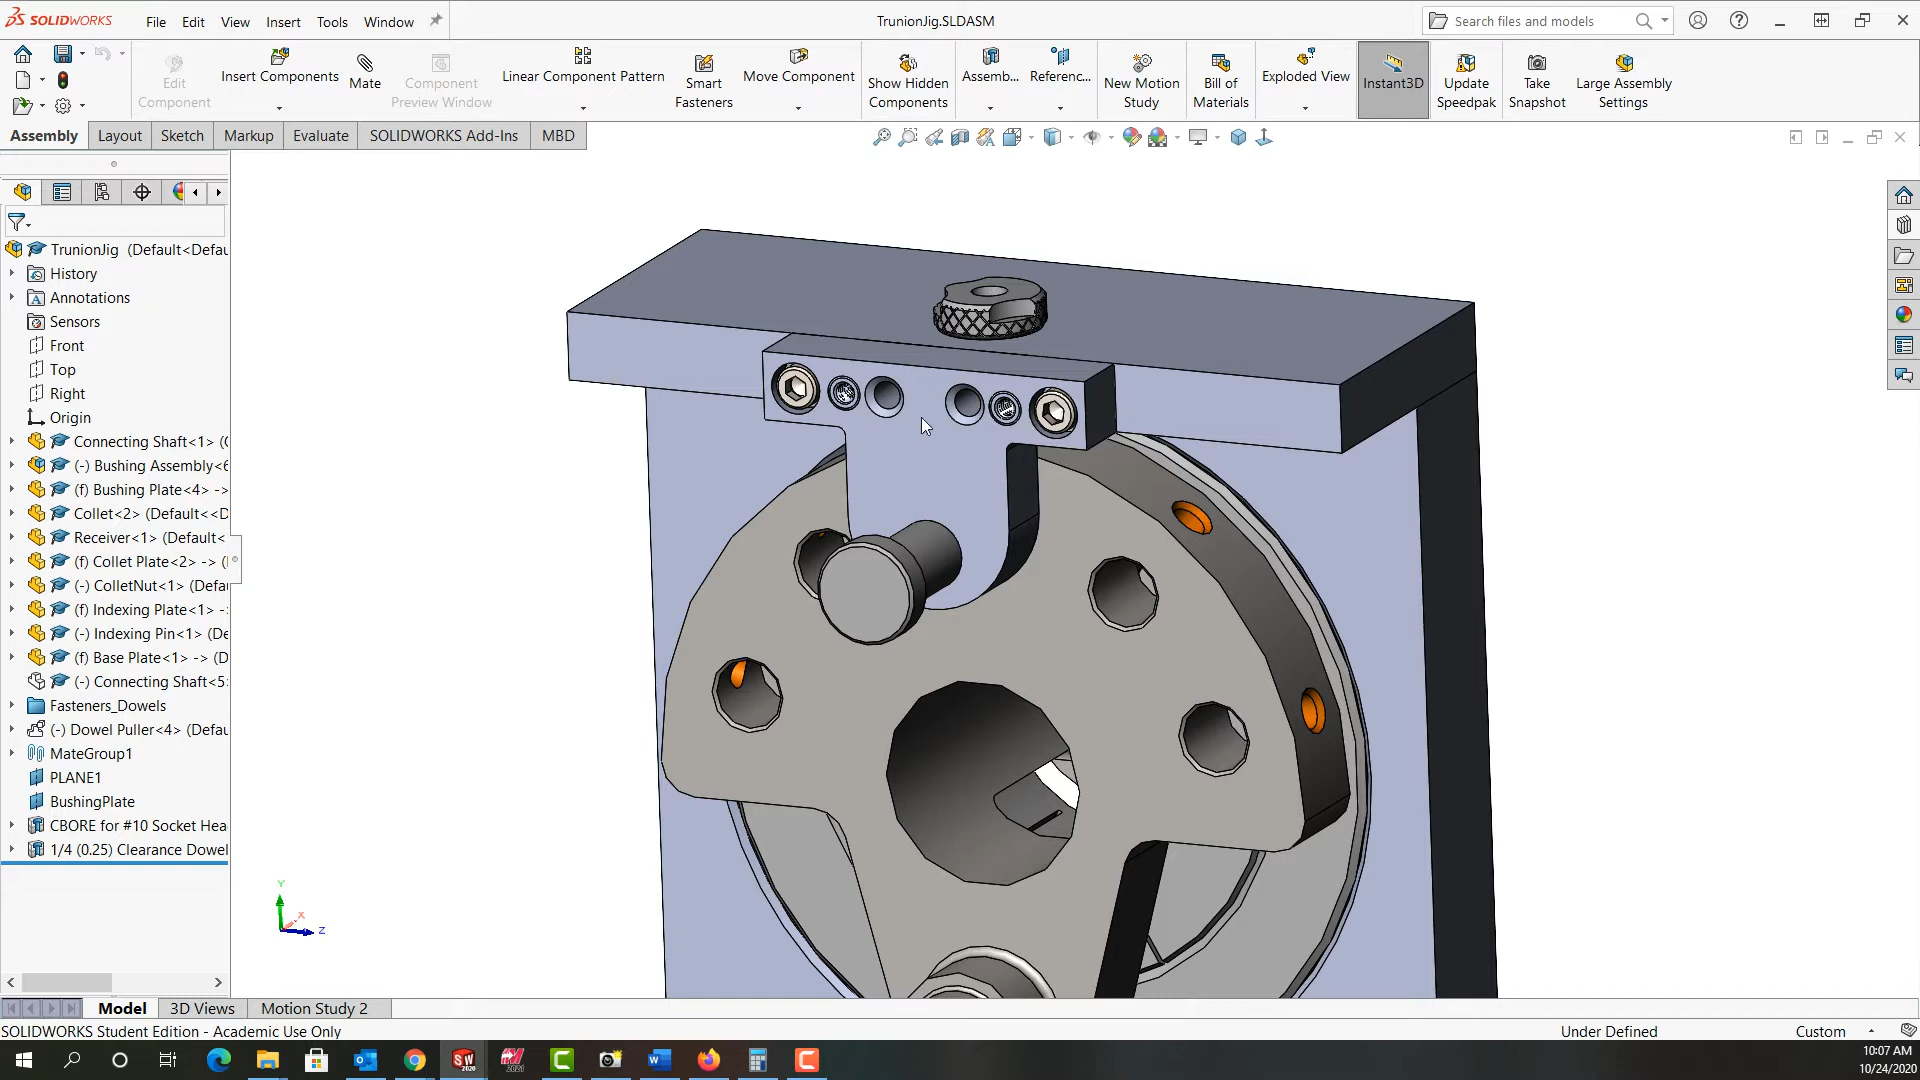 SOLIDWORKS
File
Edit
View
Insert
Tools
Window
TrunionJig.SLDASM
Search files and models
Edit
Component
Insert Components
Mate
Component
Preview Window
Linear Component Pattern
Smart
Fasteners
Move Component
Show Hidden
Components
Assemb...
Referenc...
New Motion
Study
Bill of
Materials
Exploded View
Instant3D
Update
Speedpak
Take
Snapshot
Large Assembly
Settings
Assembly
Layout
Sketch
Markup
Evaluate
SOLIDWORKS Add-Ins
MBD
TrunionJig (Default<Defau
History
Annotations
Sensors
Front
Top
Right
Origin
Connecting Shaft<1> (
(-) Bushing Assembly<6
(f) Bushing Plate<4> ->
Collet<2> (Default<<D
Receiver<1> (Default<
(f) Collet Plate<2> -> (
(-) ColletNut<1> (Defa
(f) Indexing Plate<1> -
(-) Indexing Pin<1> (De
(f) Base Plate<1> -> (D
(-) Connecting Shaft<5
Fasteners_Dowels
(-) Dowel Puller<4> (Defau
MateGroup1
PLANE1
BushingPlate
CBORE for #10 Socket Hea
1/4 (0.25) Clearance Dowel
Y
X
Z
Model
3D Views
Motion Study 2
SOLIDWORKS Student Edition - Academic Use Only
Under Defined
Custom
10:07 AM
10/24/2020